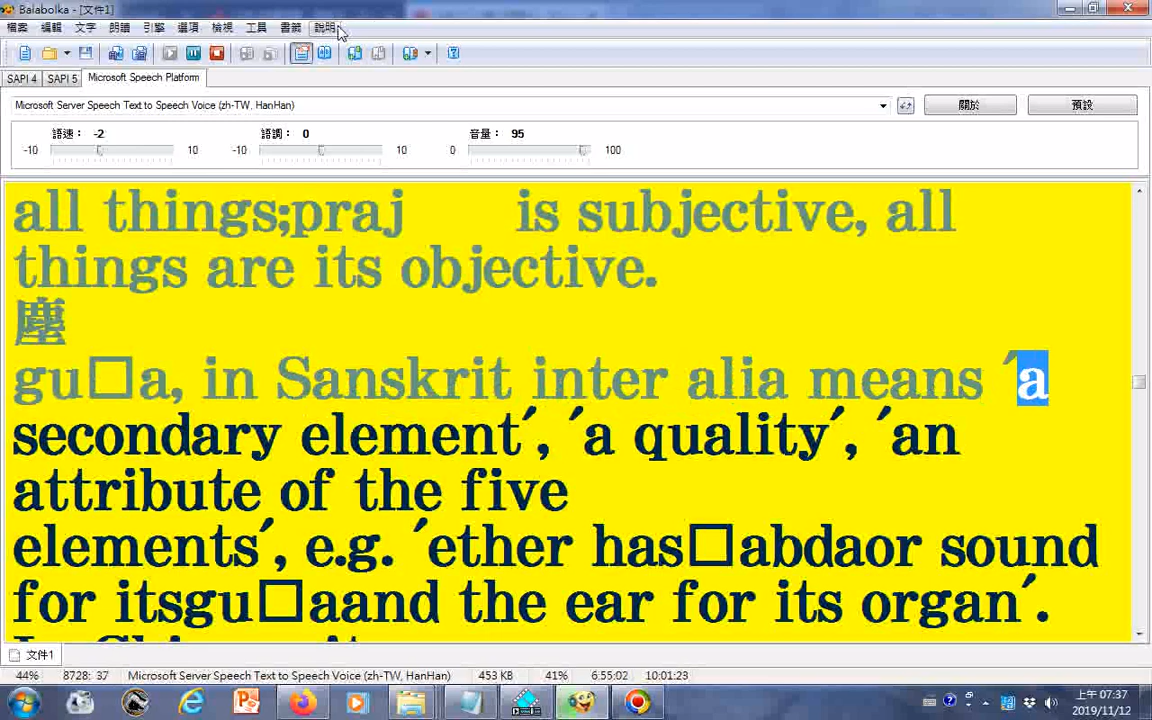 Balabolka - [文件1]
檔案 編輯 文字 朗讀 引擎 選項 檢視 工具 書籤 說明
SAPI 4 SAPI 5 Microsoft Speech Platform
Microsoft Server Speech Text to Speech Voice (zh-TW, HanHan) 關於 預設
語速： -2 語調： 0 音量： 95
-10 10 -10 10 0 100
all things;praj is subjective, all
things are its objective.
塵
gu□a, in Sanskrit inter alia means ´a
secondary element´, ´a quality´, ´an
attribute of the five
elements´, e.g. ´ether has□abdaor sound
for itsgu□aand the ear for its organ´.
文件1
44% 8728: 37 Microsoft Server Speech Text to Speech Voice (zh-TW, HanHan) 453 KB 41% 6:55:02 10:01:23
上午 07:37
2019/11/12